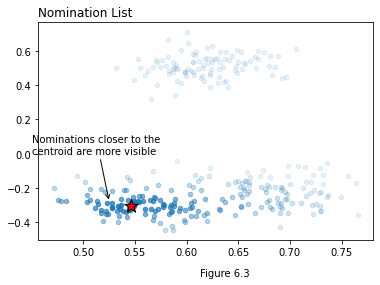 Nomination List
0.6
0.4
0.2
0.0
−0.2
−0.4
Nominations closer to the
centroid are more visible
0.50 0.55 0.60 0.65 0.70 0.75
Figure 6.3